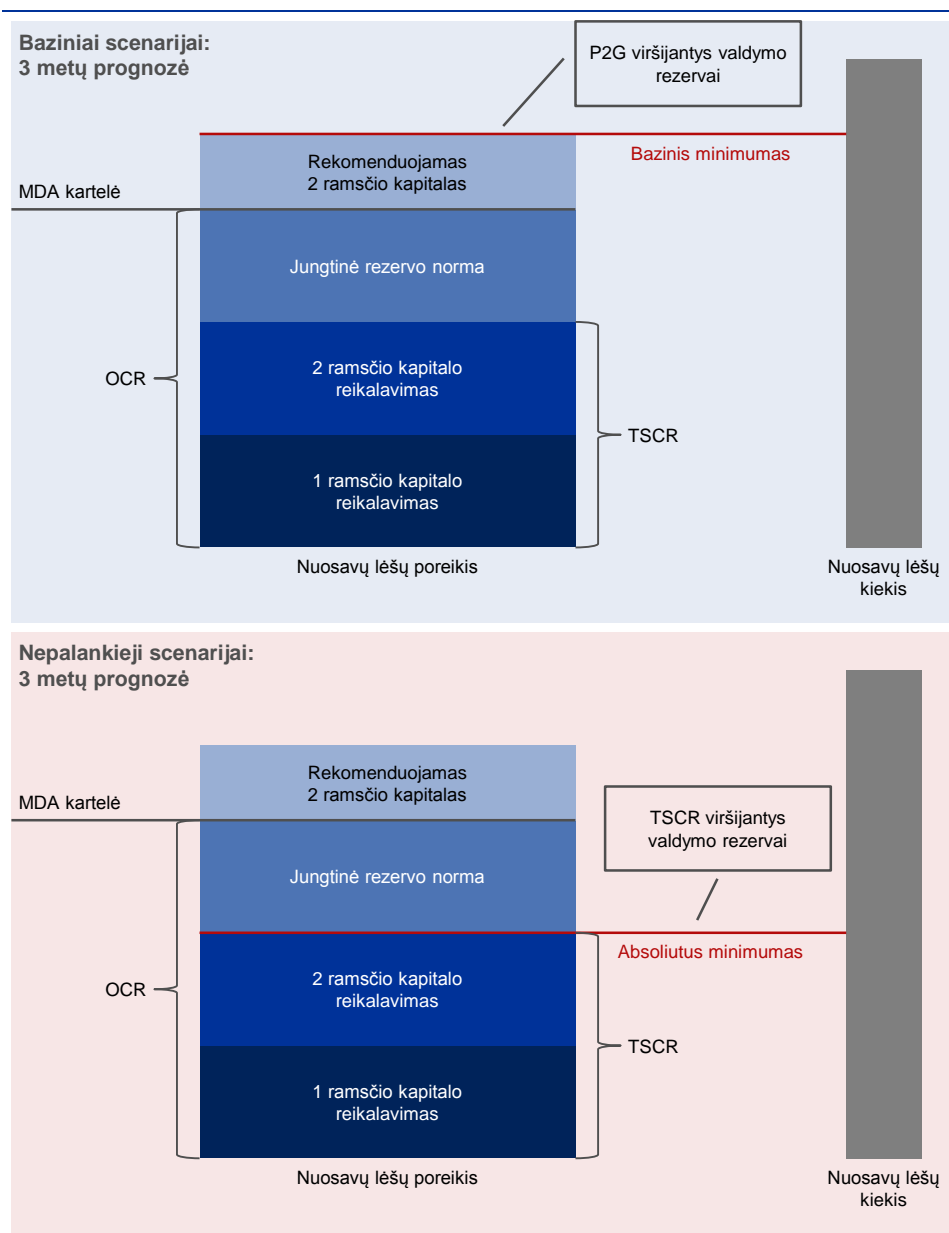 Baziniai scenarijai:
3 metų prognozė
P2G viršijantys valdymo
rezervai
Bazinis minimumas
Rekomenduojamas
2 ramsčio kapitalas
MDA kartelė
Jungtinė rezervo norma
2 ramsčio kapitalo
reikalavimas
OCR
TSCR
1 ramsčio kapitalo
reikalavimas
Nuosavų lėšų poreikis
Nuosavų lėšų
kiekis
Nepalankieji scenarijai:
3 metų prognozė
Rekomenduojamas
2 ramsčio kapitalas
MDA kartelė
TSCR viršijantys
valdymo rezervai
Jungtinė rezervo norma
Absoliutus minimumas
2 ramsčio kapitalo
reikalavimas
OCR
TSCR
1 ramsčio kapitalo
reikalavimas
Nuosavų lėšų poreikis
Nuosavų lėšų
kiekis